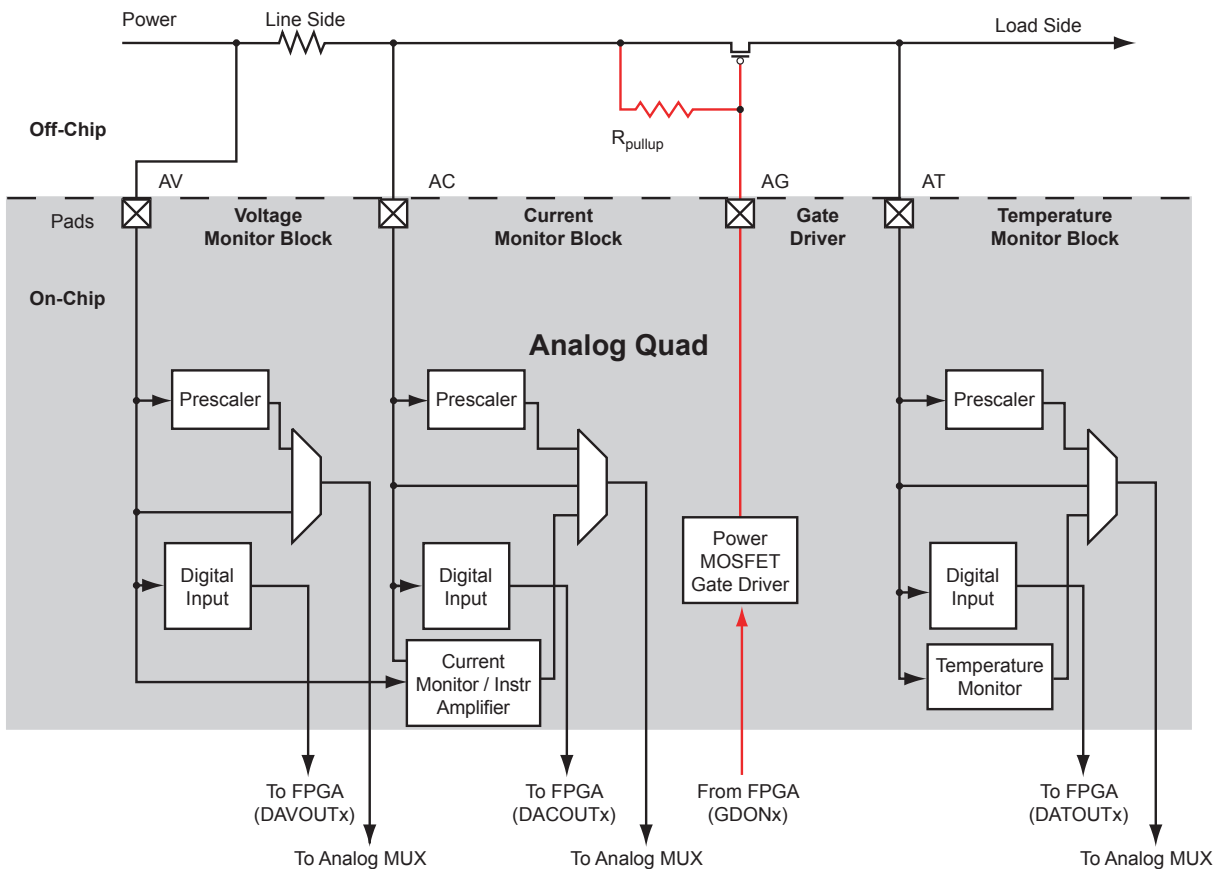 Power
Line Side
Load Side
Off-Chip
Rpullup
AV
AC
AG
AT
Pads
Voltage
Monitor Block
Current
Monitor Block
Gate
Driver
Temperature
Monitor Block
On-Chip
Analog Quad
Prescaler
Prescaler
Prescaler
Power
MOSFET
Gate Driver
Digital
Input
Digital
Input
Digital
Input
Current
Monitor / Instr
Amplifier
Temperature
Monitor
To FPGA
(DAVOUTx)
To FPGA
(DACOUTx)
From FPGA
(GDONx)
To FPGA
(DATOUTx)
To Analog MUX
To Analog MUX
To Analog MUX